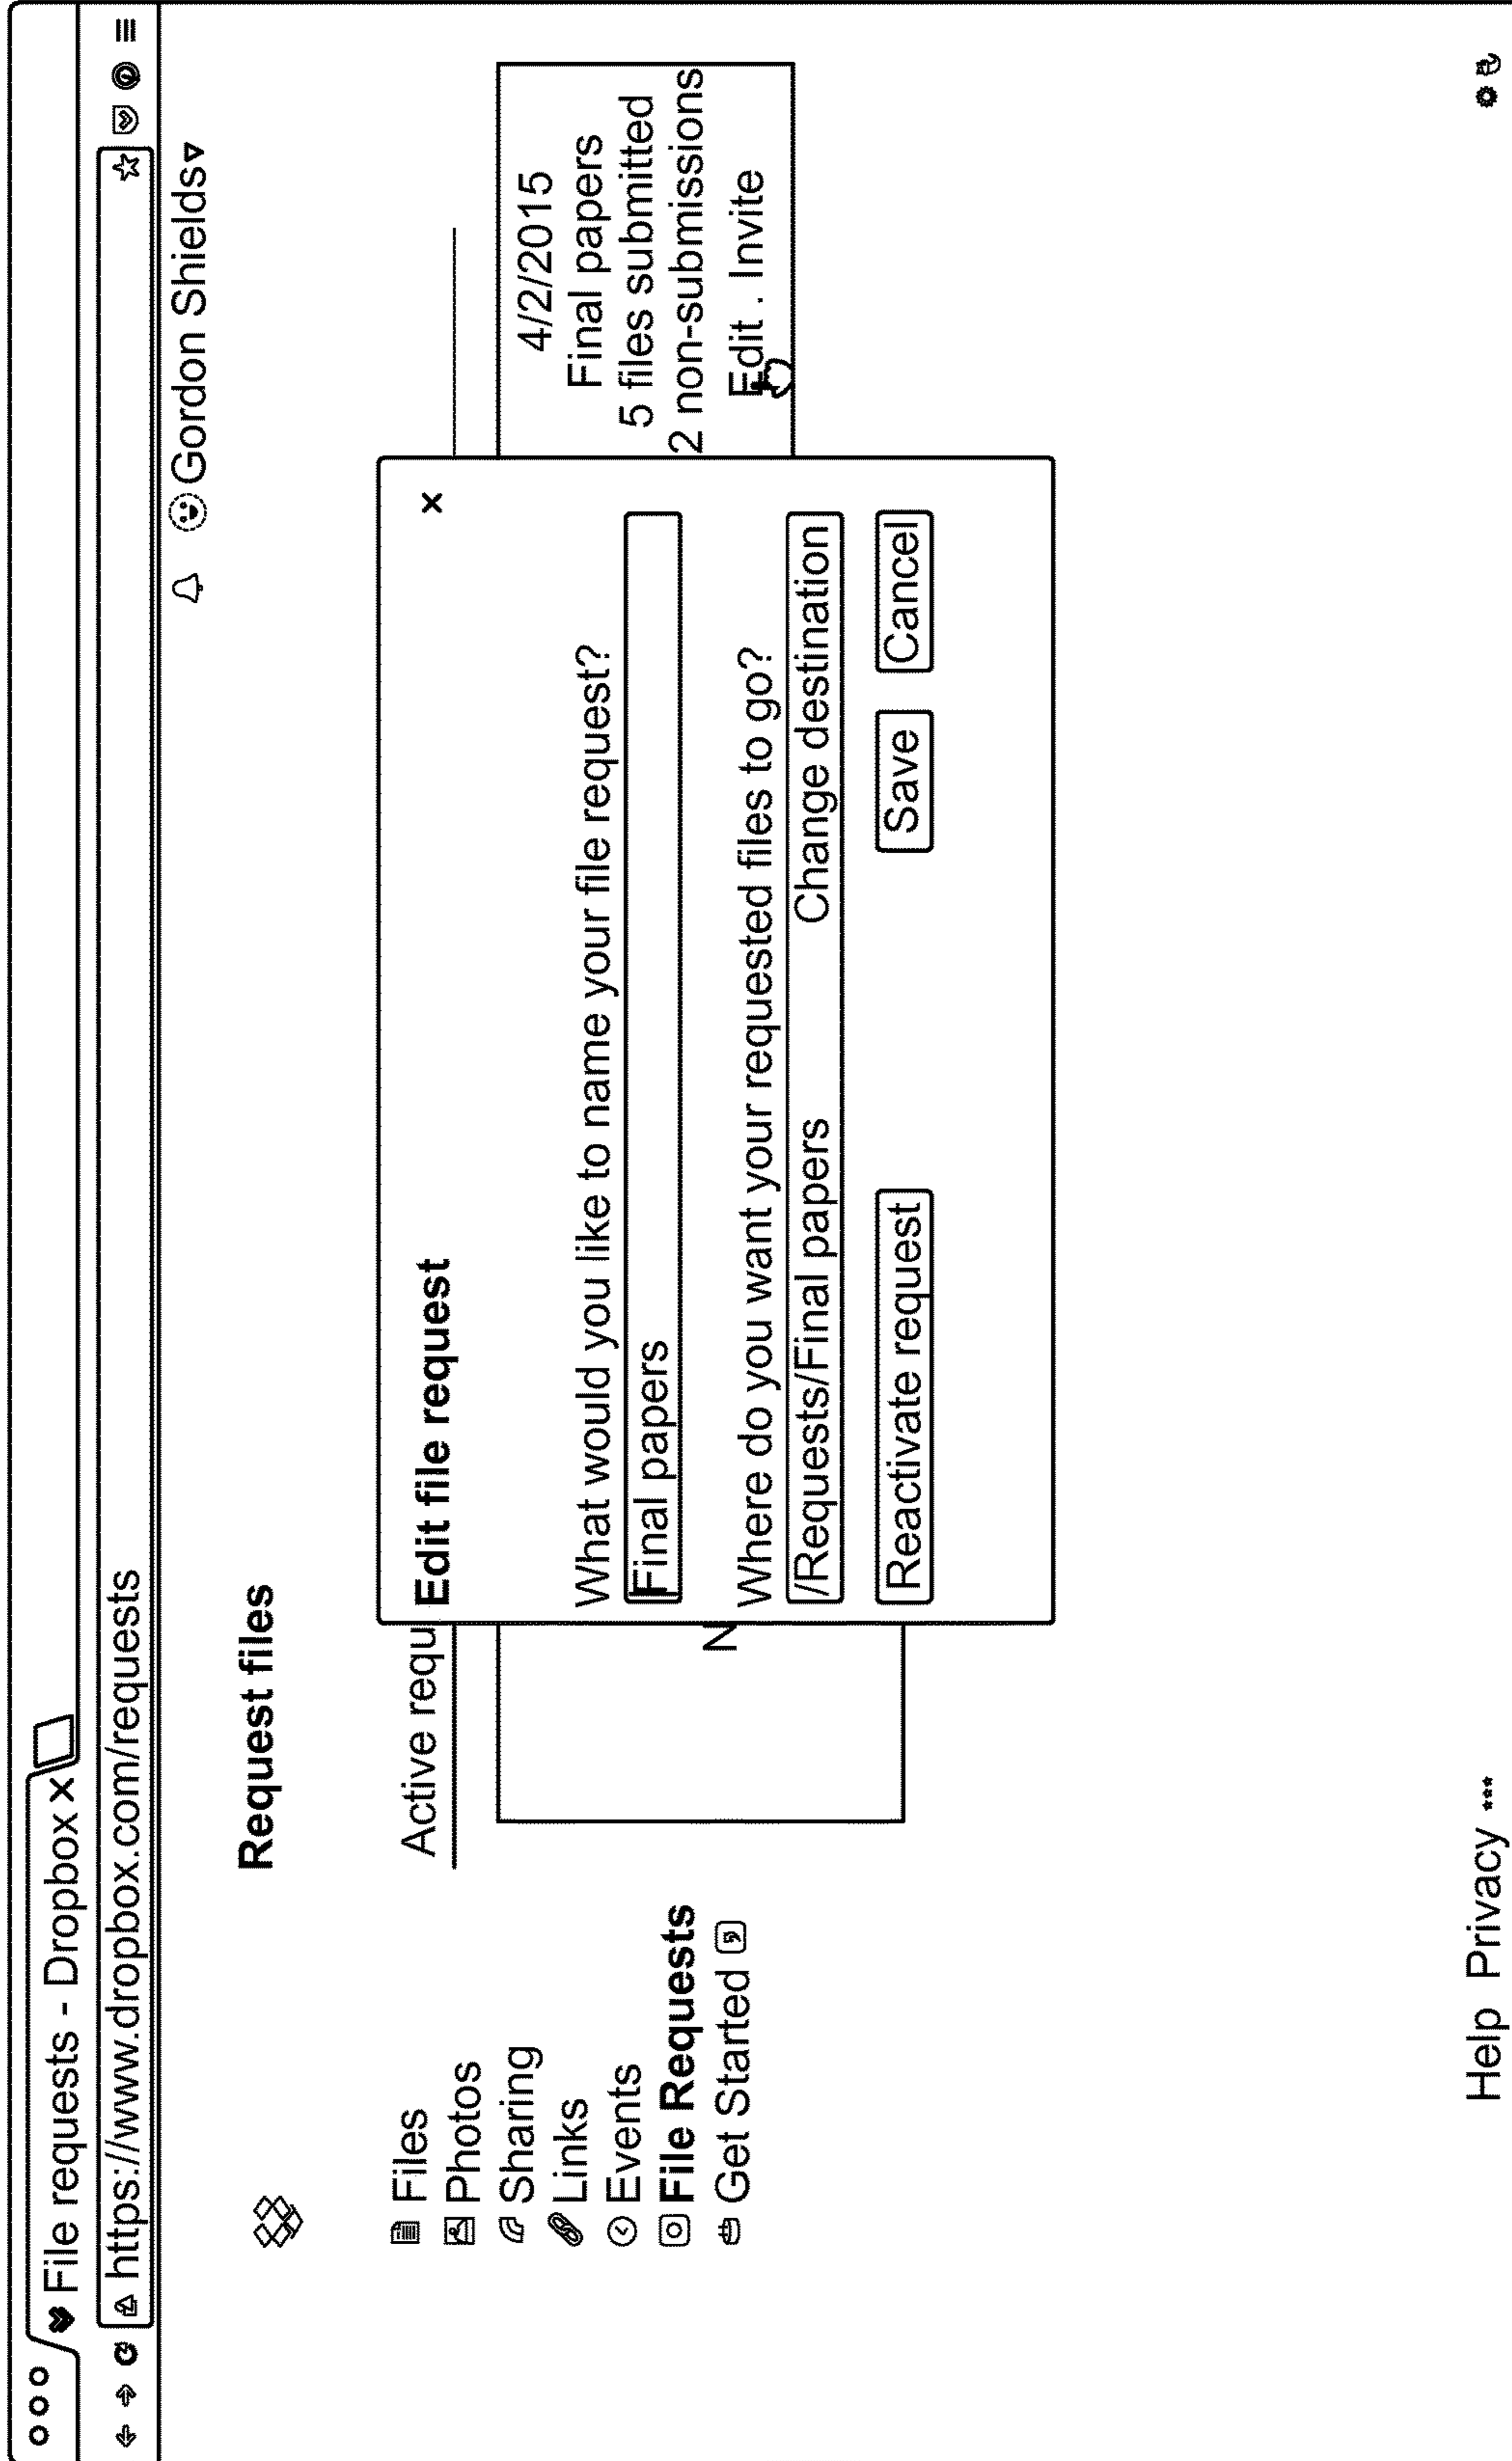 File requests - Dropbox
https://www.dropbox.com/requests
Gordon Shields
Request files
Files
Photos
Sharing
Links
Events
File Requests
Get Started
Active requ
N
Edit file request
What would you like to name your file request?
Final papers
Where do you want your requested files to go?
/Requests/Final papers Change destination
Reactivate request Save Cancel
4/2/2015
Final papers
5 files submitted
2 non-submissions
Edit . Invite
Help Privacy